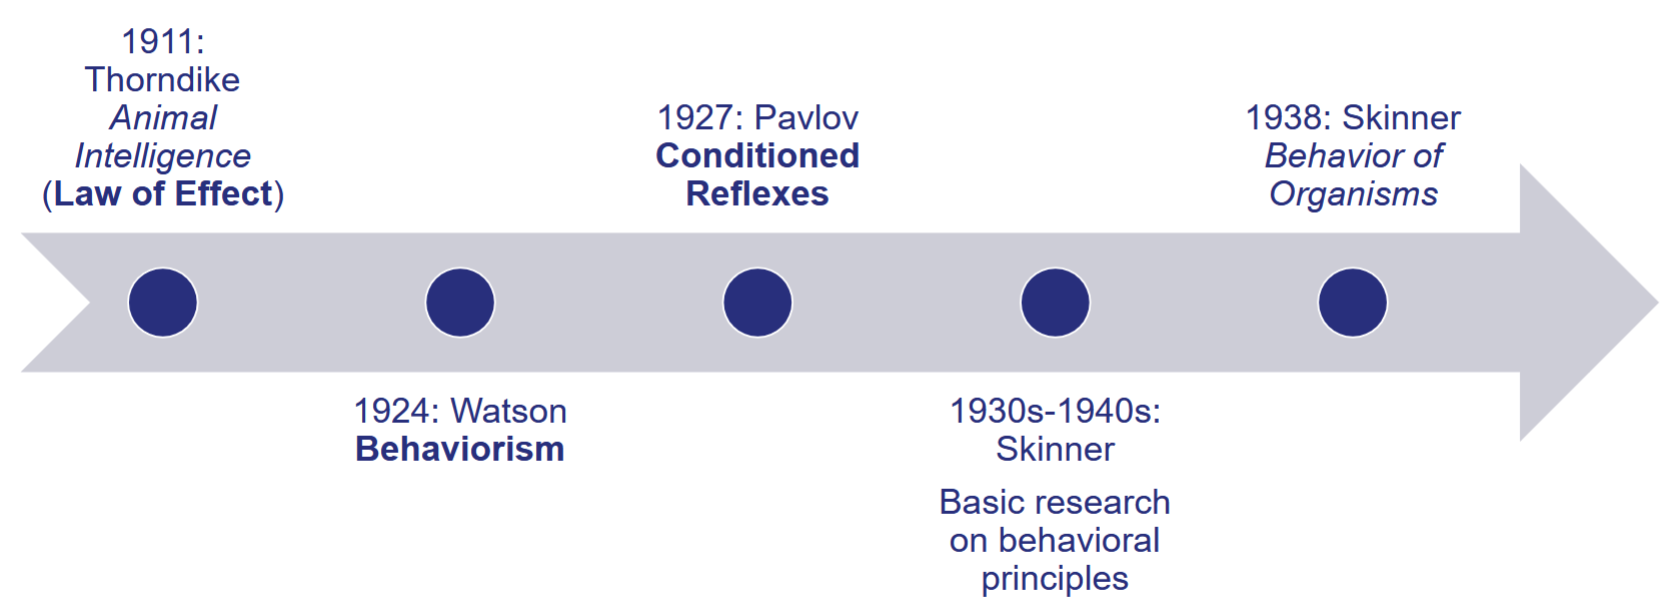 1911:
Thorndike
Animal
Intelligence
(Law of Effect)
1924: Watson
Behaviorism
1927: Pavlov
Conditioned
Reflexes
1930s-1940s:
Skinner
Basic research
on behavioral
principles
1938: Skinner
Behavior of
Organisms